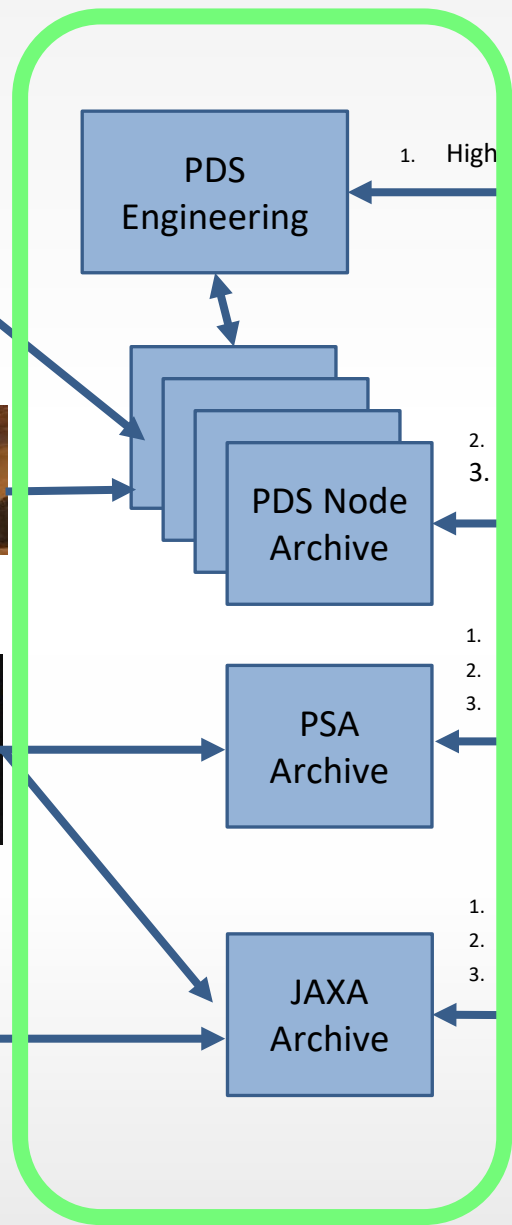 PDS
Engineering
1. High
2.
3.
PDS Node
Archive
1.
2.
3.
PSA
Archive
1.
2.
3.
JAXA
Archive